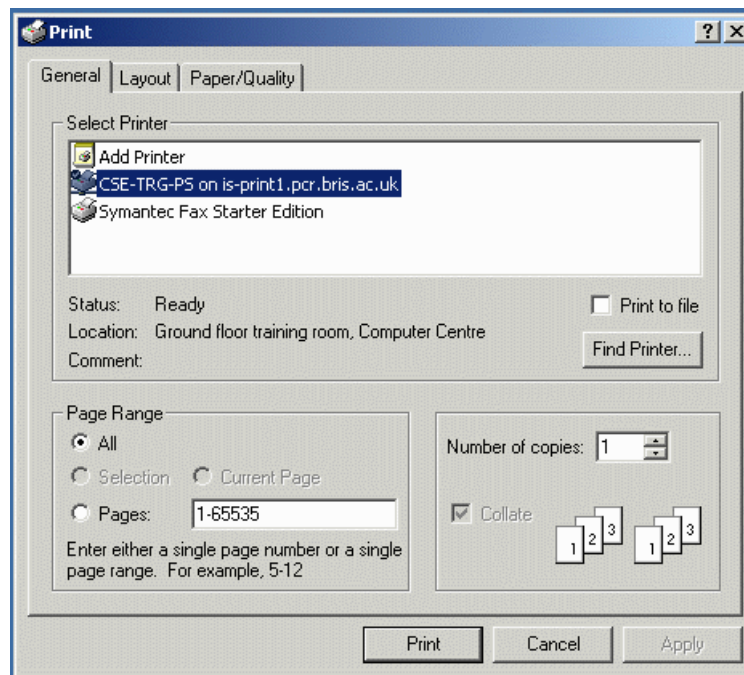 Print
General Layout Paper/Quality
Select Printer
Add Printer
CSE-TRG-PS on is-print1.pcr.bris.ac.uk
Symantec Fax Starter Edition
Status: Ready
Print to file
Location: Ground floor training room, Computer Centre
Find Printer...
Comment:
Page Range
All
Selection Current Page
Pages: 1-65535
Enter either a single page number or a single
page range. For example, 5-12
Number of copies: 1
Collate
1 2 3 1 2 3
Print Cancel Apply